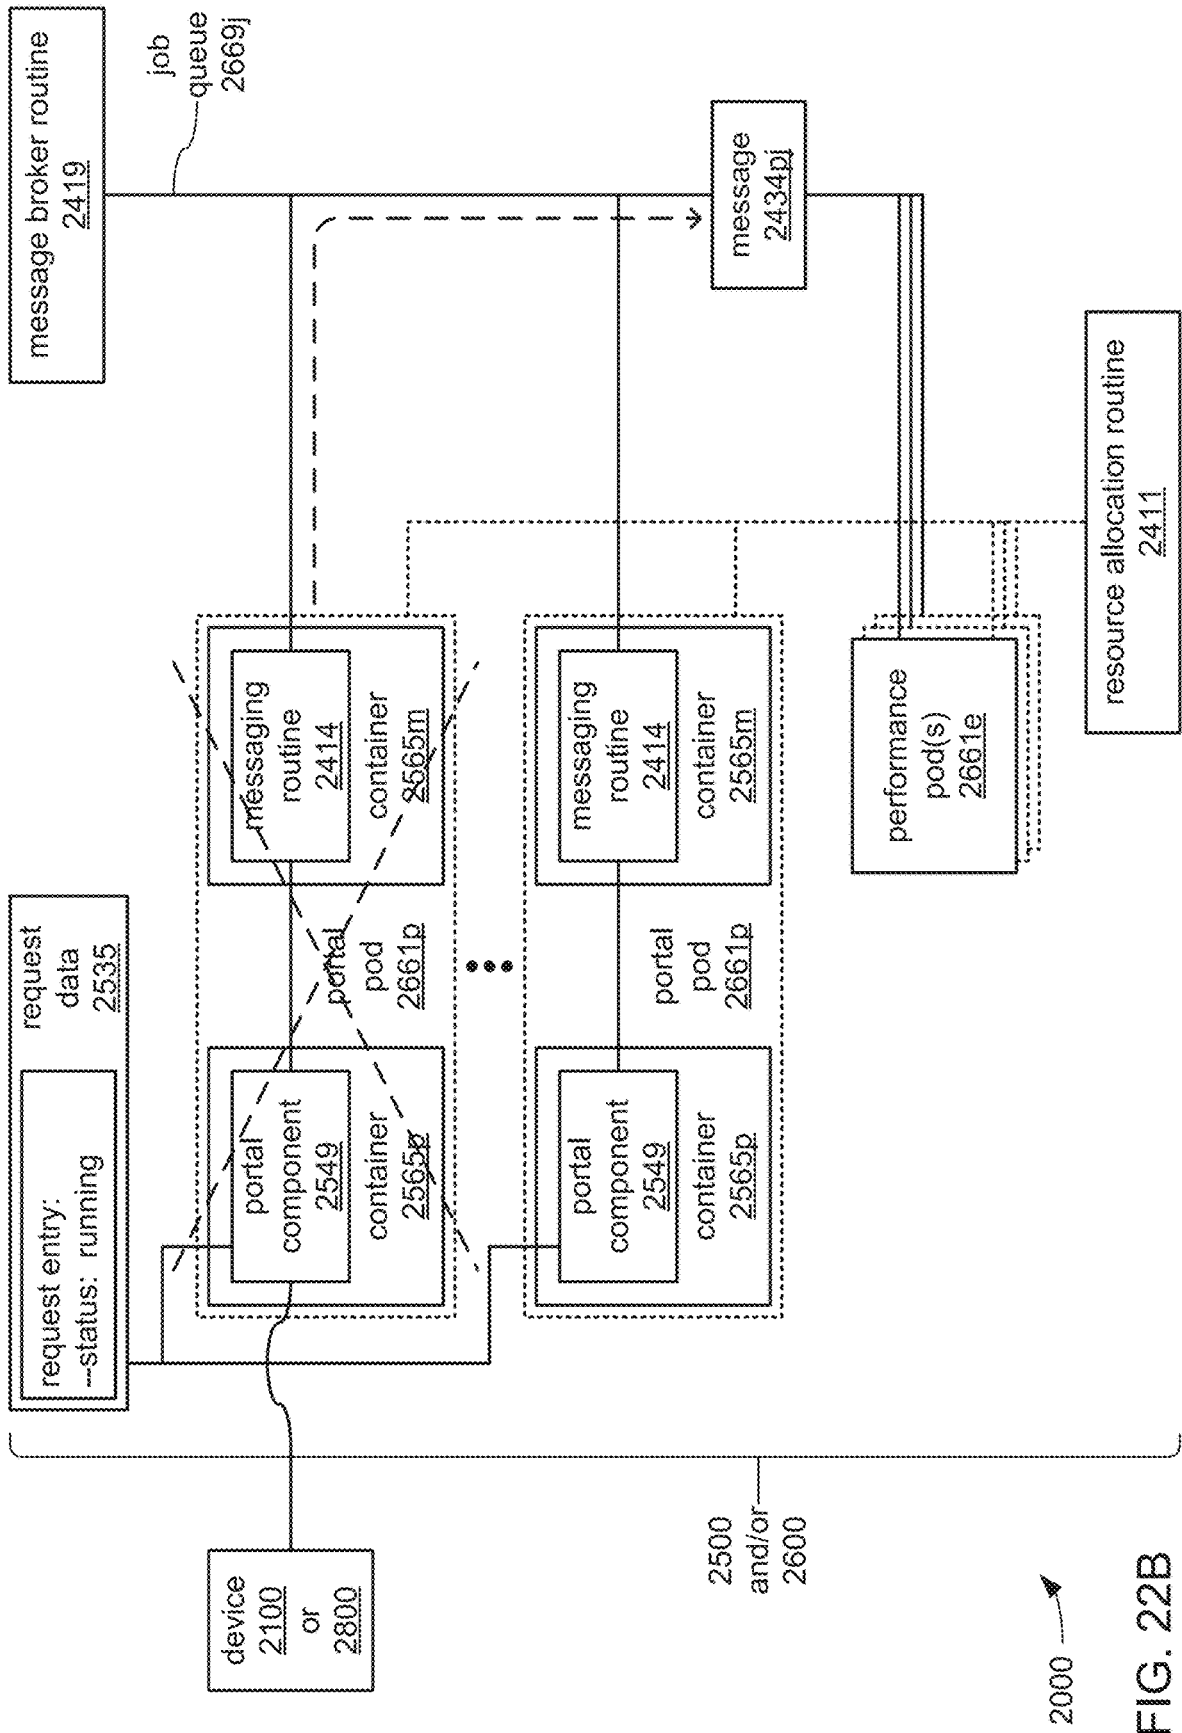 message broker routine
2419
job
queue
2669j
request
data
2535
request entry:
--status: running
device
2100
or
2800
portal
component
2549
container
2565p
portal
pod
2661p
messaging
routine
2414
container
2565m
message
2434pj
portal
component
2549
container
2565p
portal
pod
2661p
messaging
routine
2414
container
2565m
performance
pod(s)
2661e
resource allocation routine
2411
2500
and/or
2600
2000
FIG. 22B